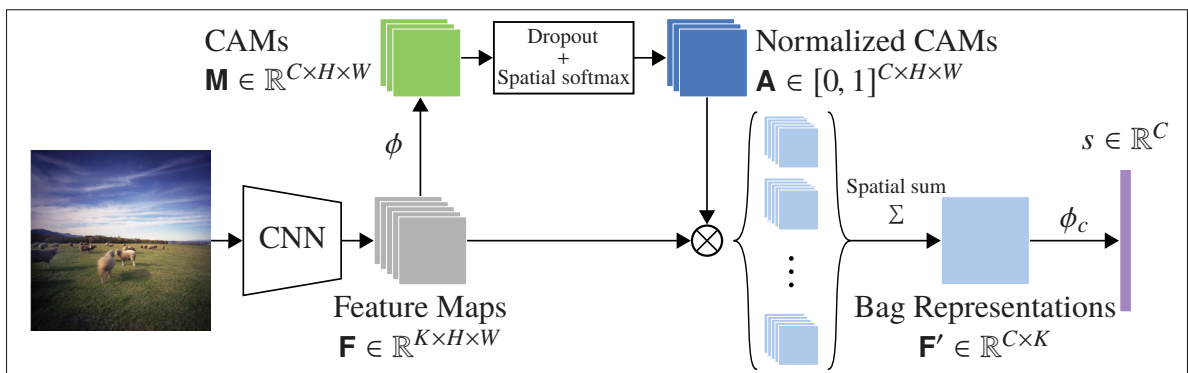 CAMs
M ∈ ℝ^{C×H×W}
Dropout
+
Spatial softmax
Normalized CAMs
A ∈ [0, 1]^{C×H×W}
ϕ
CNN
Feature Maps
F ∈ ℝ^{K×H×W}
Spatial sum
Σ
Bag Representations
F′ ∈ ℝ^{C×K}
ϕ_c
s ∈ ℝ^C